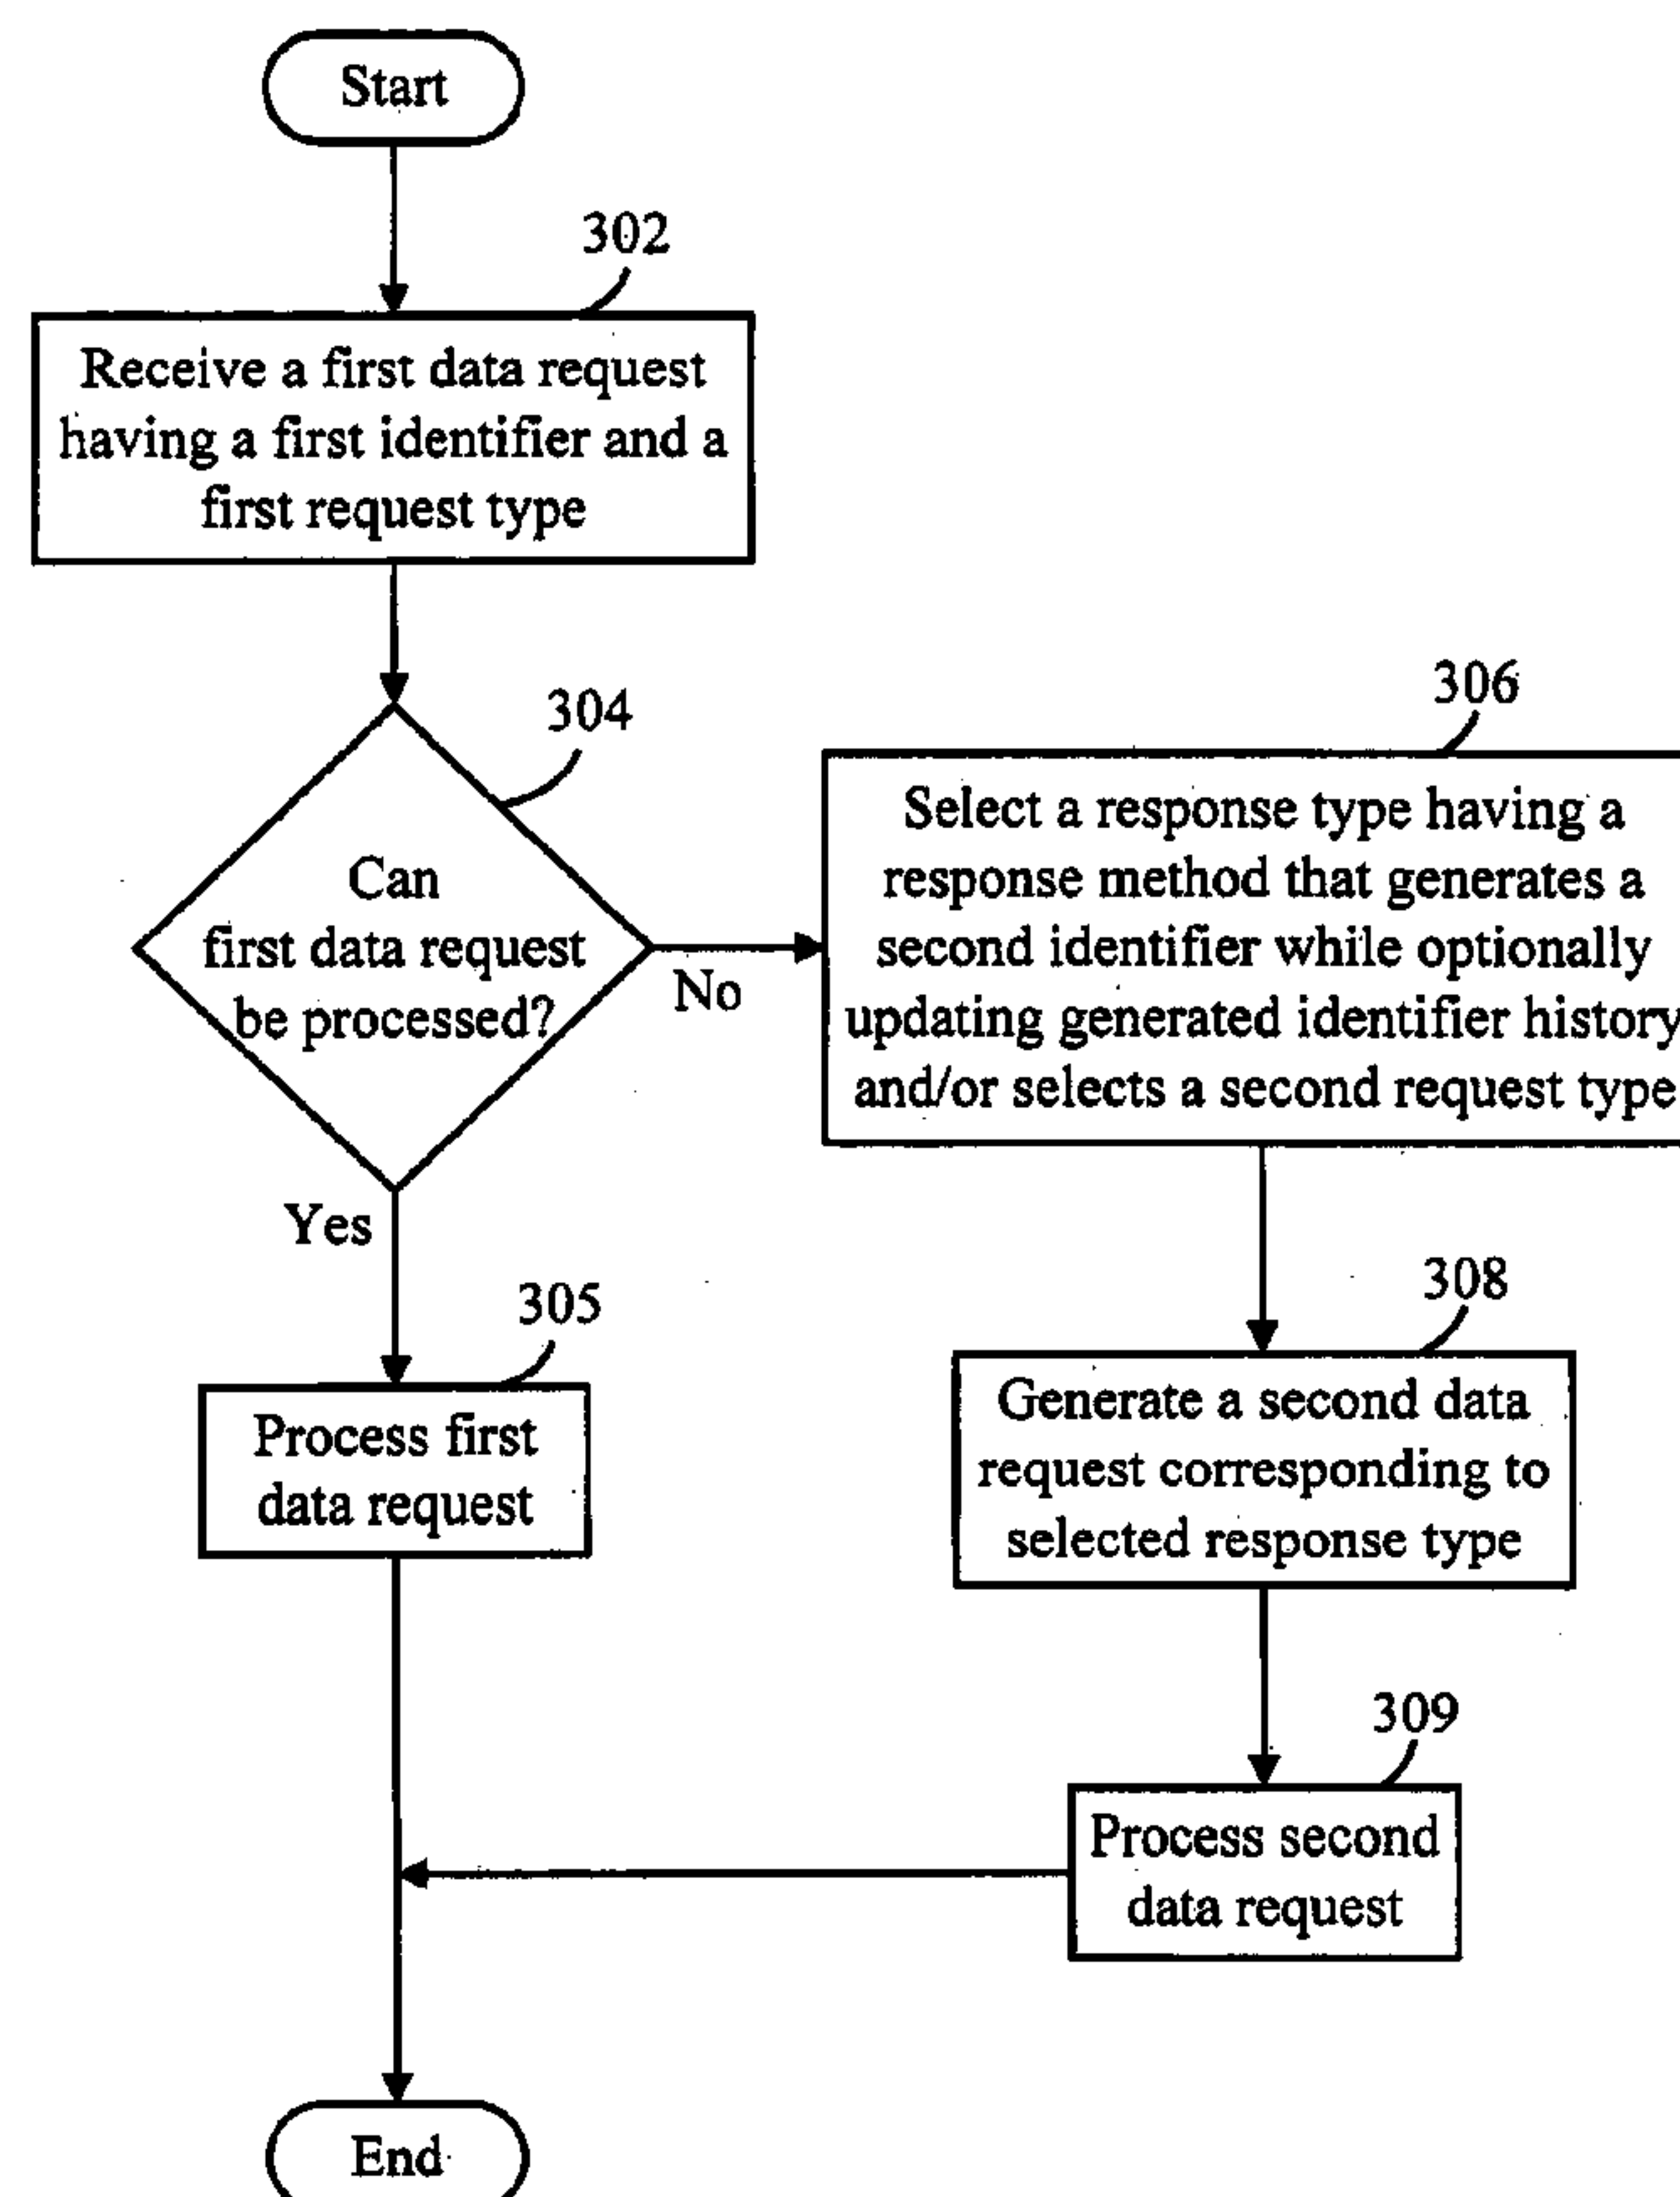 Start
302
Receive a first data request
having a first identifier and a
first request type
304
Can
first data request
be processed?
No
Yes
306
Select a response type having a
response method that generates a
second identifier while optionally
updating generated identifier history
and/or selects a second request type
305
Process first
data request
308
Generate a second data
request corresponding to
selected response type
309
Process second
data request
End